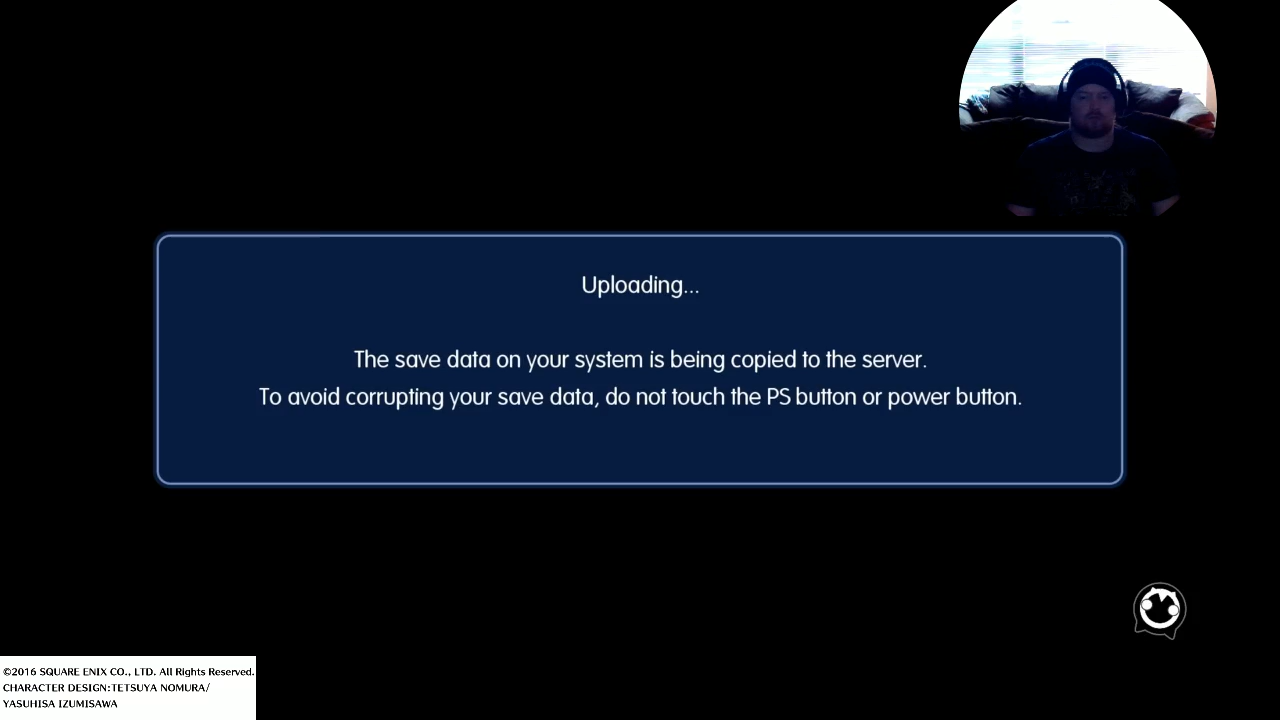 Uploading...
The save data on your system is being copied to the server.
To avoid corrupting your save data, do not touch the PS button or power button.
©2016 SQUARE ENIX CO., LTD. All Rights Reserved.
CHARACTER DESIGN:TETSUYA NOMURA/
YASUHISA IZUMISAWA